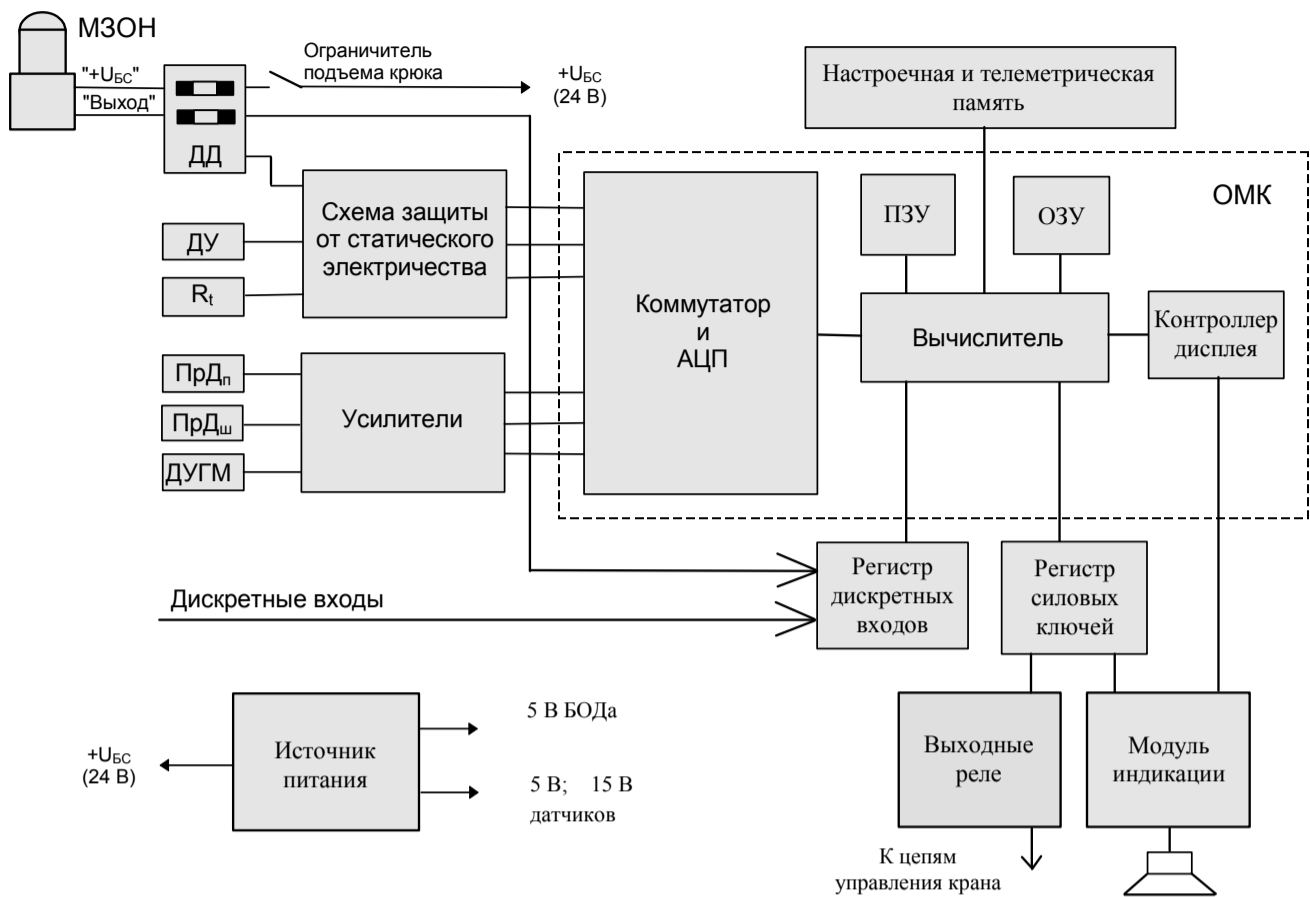 МЗОН
"+UБС"
"Выход"
ДД
Ограничитель
подъема крюка
+UБС
(24 В)
Настроечная и телеметрическая
память
ОМК
ДУ
Rt
Схема защиты
от статического
электричества
ПрДп
ПрДш
ДУГМ
Усилители
Коммутатор
и
АЦП
ПЗУ
ОЗУ
Вычислитель
Контроллер
дисплея
Дискретные входы
Регистр
дискретных
входов
Регистр
силовых
ключей
+UБС
(24 В)
Источник
питания
5 В БОДа
5 В; 15 В
датчиков
Выходные
реле
Модуль
индикации
К цепям
управления крана